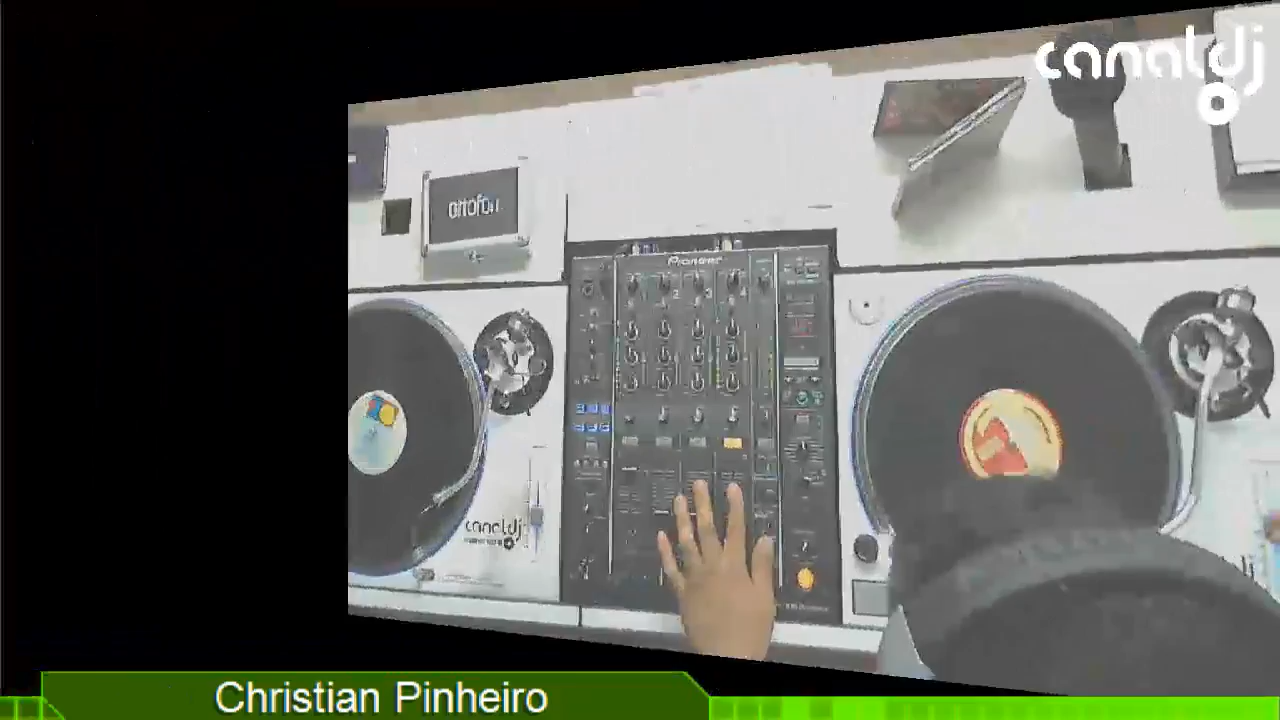 canaldj
ortofon
Pioneer
canaldj
Christian Pinheiro